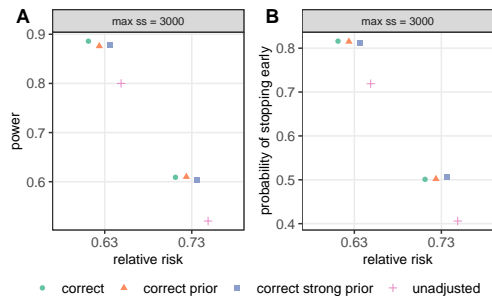 A
max ss = 3000
0.9
0.8
0.7
0.6
power
0.63
0.73
relative risk
B
max ss = 3000
0.8
0.7
0.6
0.5
0.4
probability of stopping early
0.63
0.73
relative risk
correct
correct prior
correct strong prior
unadjusted